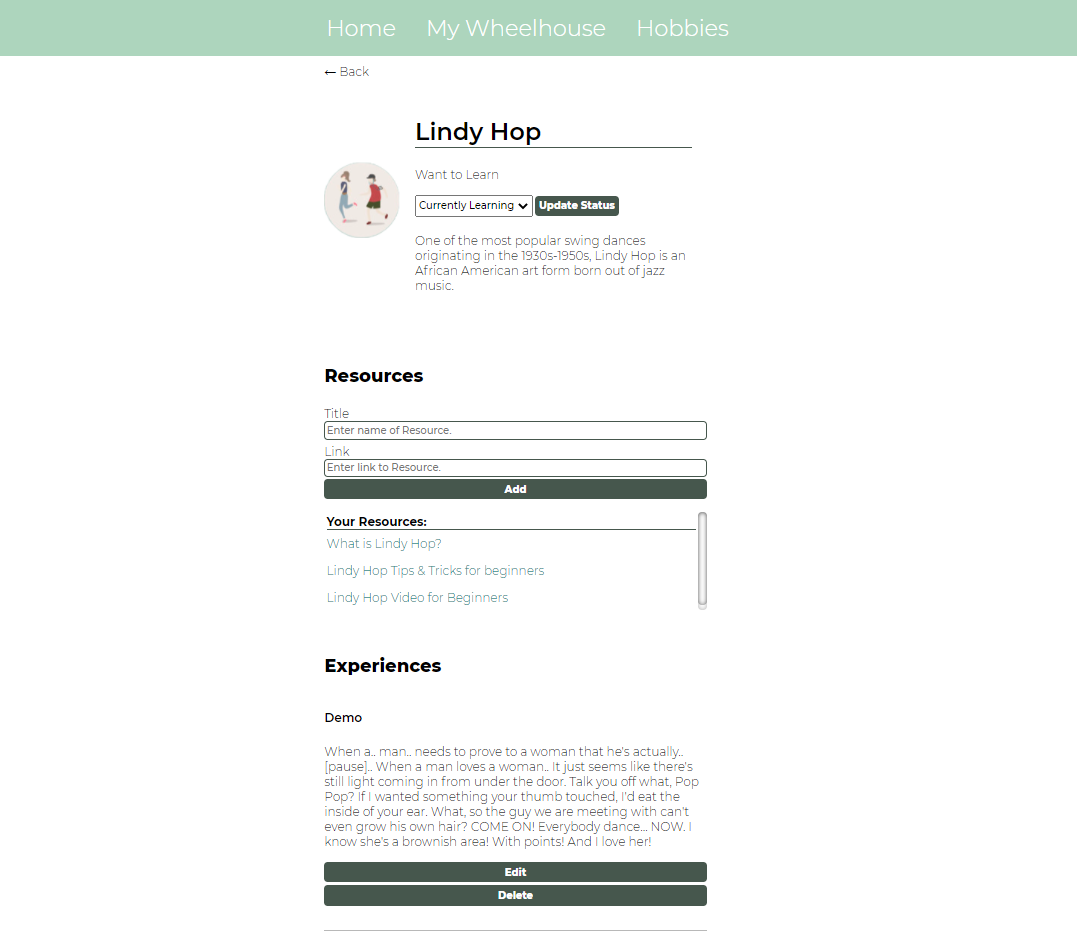 Home My Wheelhouse Hobbies
← Back
Lindy Hop
Want to Learn
Currently Learning Update Status
One of the most popular swing dances
originating in the 1930s-1950s, Lindy Hop is an
African American art form born out of jazz
music.
Resources
Title
Enter name of Resource.
Link
Enter link to Resource.
Add
Your Resources:
What is Lindy Hop?
Lindy Hop Tips & Tricks for beginners
Lindy Hop Video for Beginners
Experiences
Demo
When a.. man.. needs to prove to a woman that he's actually..
[pause].. When a man loves a woman.. It just seems like there's
still light coming in from under the door. Talk you off what, Pop
Pop? If I wanted something your thumb touched, I'd eat the
inside of your ear. What, so the guy we are meeting with can't
even grow his own hair? COME ON! Everybody dance... NOW. I
know she's a brownish area! With points! And I love her!
Edit
Delete